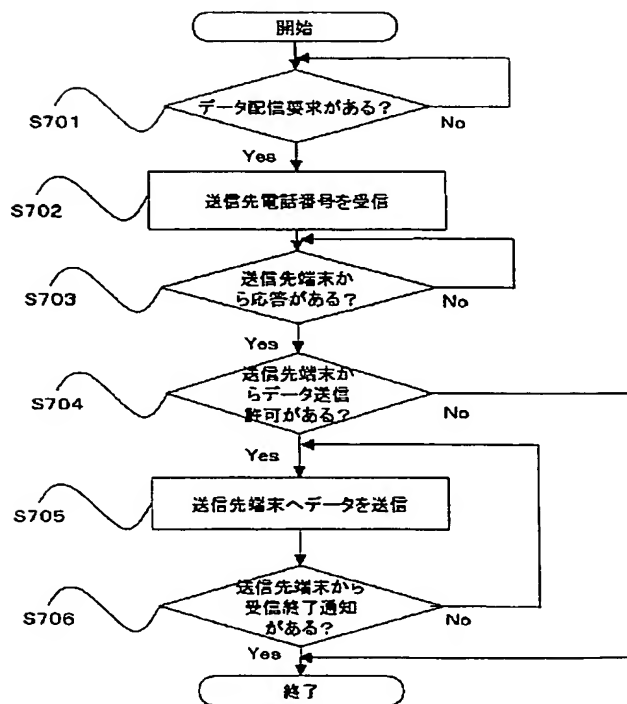 開始
データ配信要求がある?
S701
No
Yes
送信先電話番号を受信
S702
送信先端末か
ら応答がある?
S703
No
Yes
送信先端末か
らデータ送信
許可がある?
S704
No
Yes
送信先端末へデータを送信
S705
送信先端末から
受信終了通知
がある?
S706
No
Yes
終了